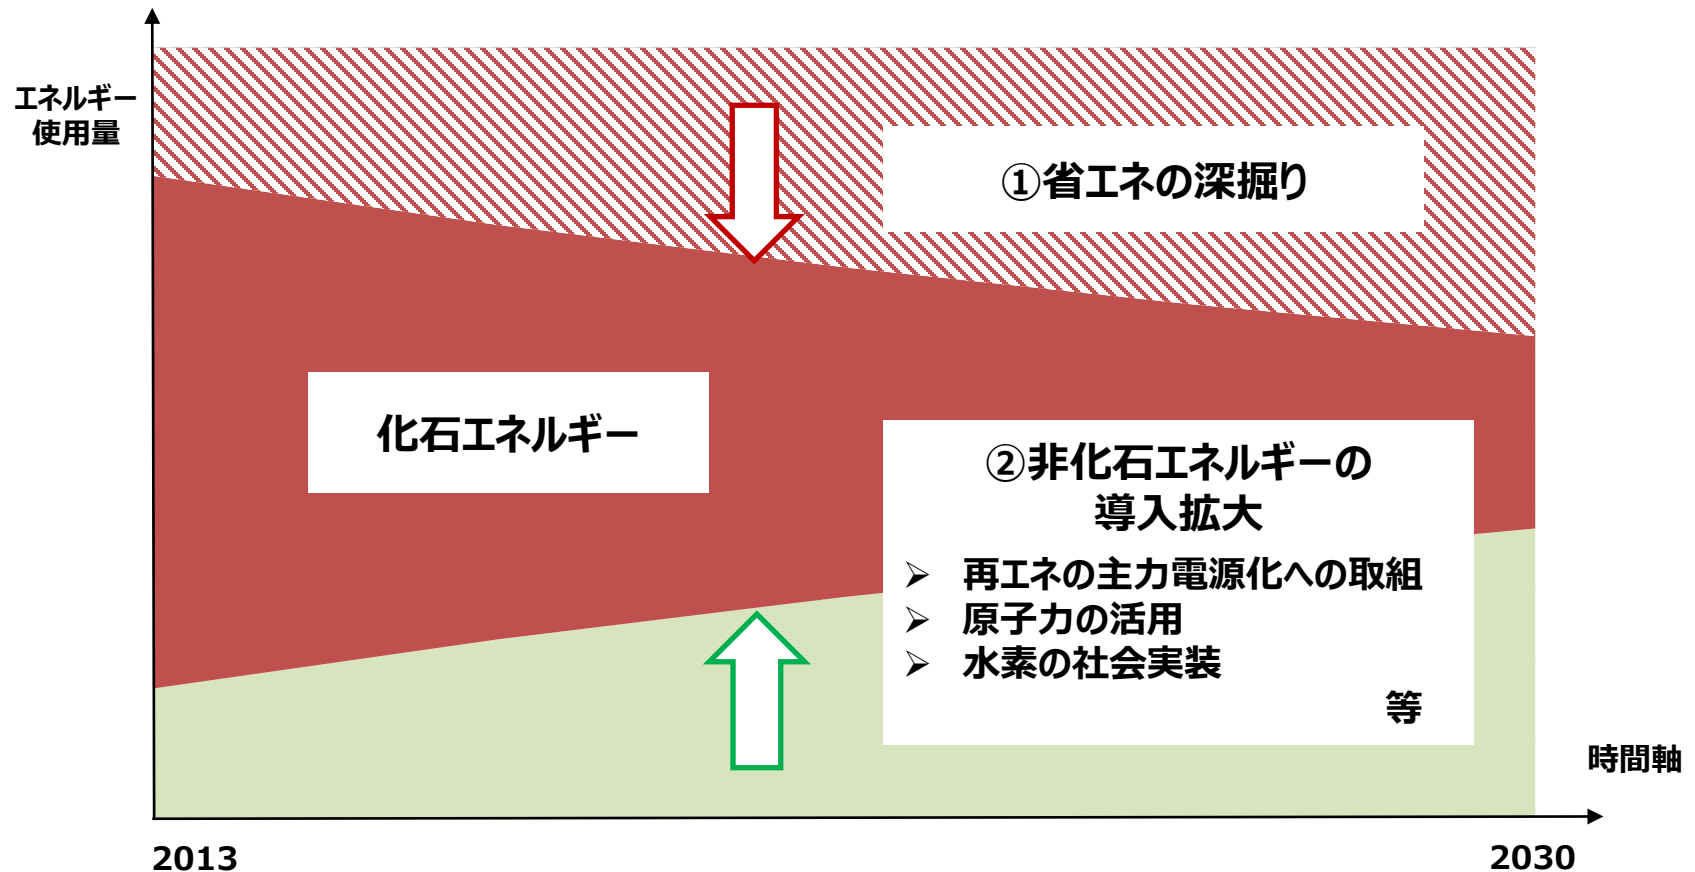 エネルギー
使用量
①省エネの深掘り
化石エネルギー
②非化石エネルギーの
導入拡大
➢ 再エネの主力電源化への取組
➢ 原子力の活用
➢ 水素の社会実装
等
時間軸
2013
2030